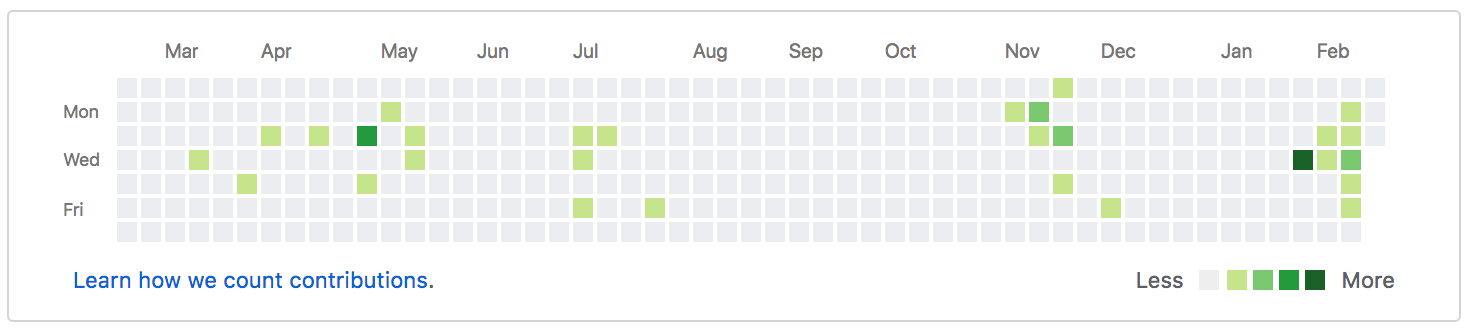 Mar Apr May Jun Jul Aug Sep Oct Nov Dec Jan Feb
Mon
Wed
Fri
Learn how we count contributions. Less More